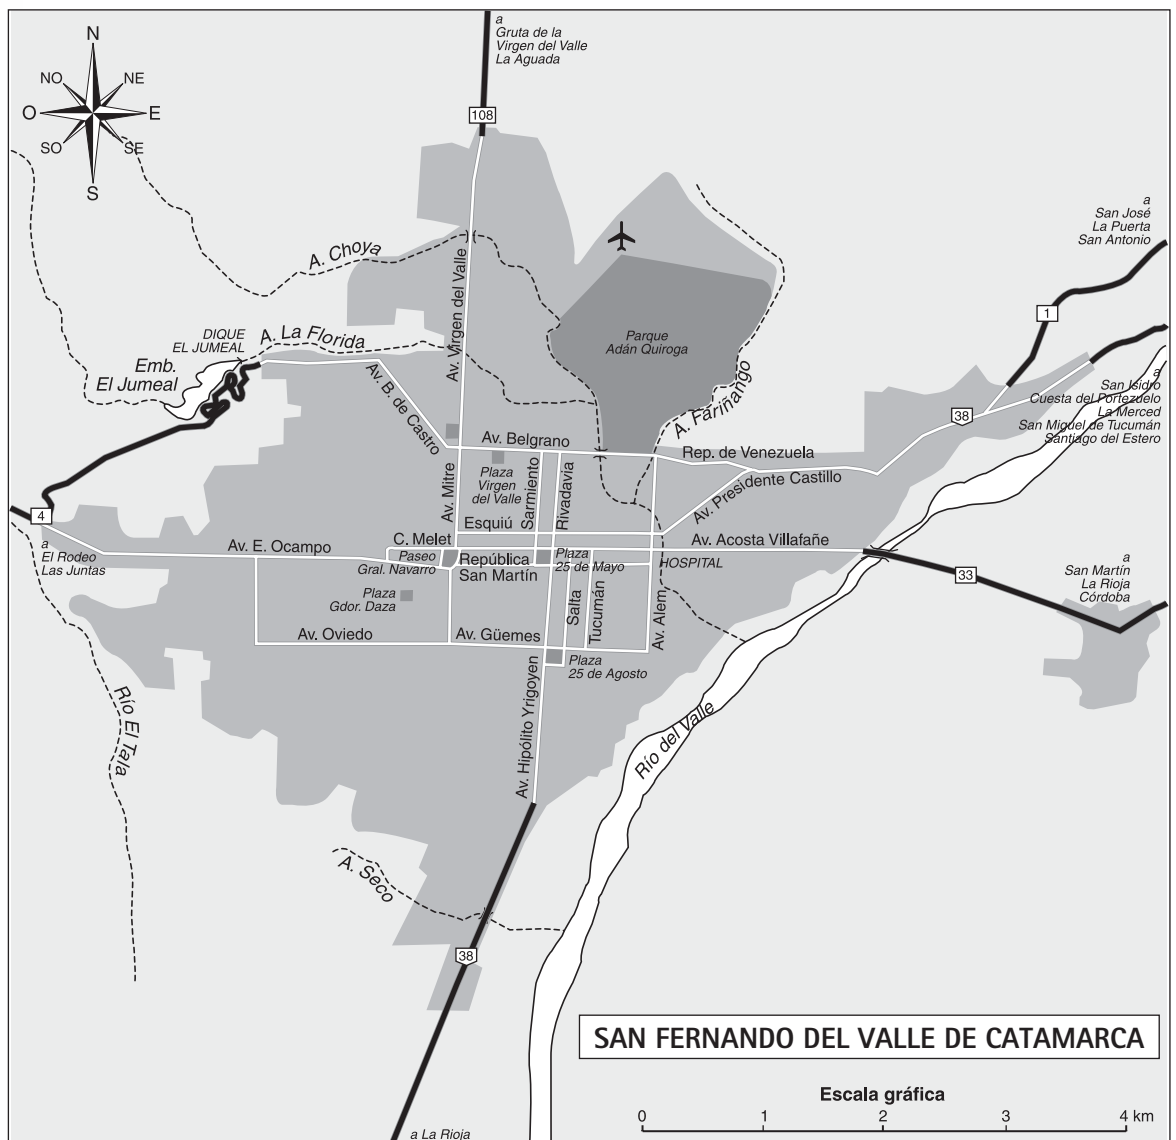 a
Gruta de la
Virgen del Valle
La Aguada
N
NO
NE
O
E
SO
SE
S
108
a
San José
La Puerta
San Antonio
A. Choya
Av. Virgen del Valle
1
DIQUE
EL JUMEAL
A. La Florida
Parque
Adán Quiroga
Emb.
El Jumeal
Av. B. de Castro
A. Fariñango
a
San Isidro
Cuesta del Portezuelo
La Merced
San Miguel de Tucumán
Santiago del Estero
38
Av. Belgrano
Rep. de Venezuela
Plaza
Virgen
del Valle
Av. Mitre
Sarmiento
Rivadavia
Av. Presidente Castillo
4
Esquiú
C. Melet
Av. E. Ocampo
Av. Acosta Villafañe
a
El Rodeo
Las Juntas
Paseo
Gral. Navarro
República
San Martín
Plaza
25 de Mayo
HOSPITAL
33
a
San Martín
La Rioja
Córdoba
Plaza
Gdor. Daza
Salta
Tucumán
Av. Alem
Av. Oviedo
Av. Güemes
Plaza
25 de Agosto
Av. Hipólito Yrigoyen
Río El Tala
Río del Valle
A. Seco
38
SAN FERNANDO DEL VALLE DE CATAMARCA
Escala gráfica
0 1 2 3 4 km
a La Rioja